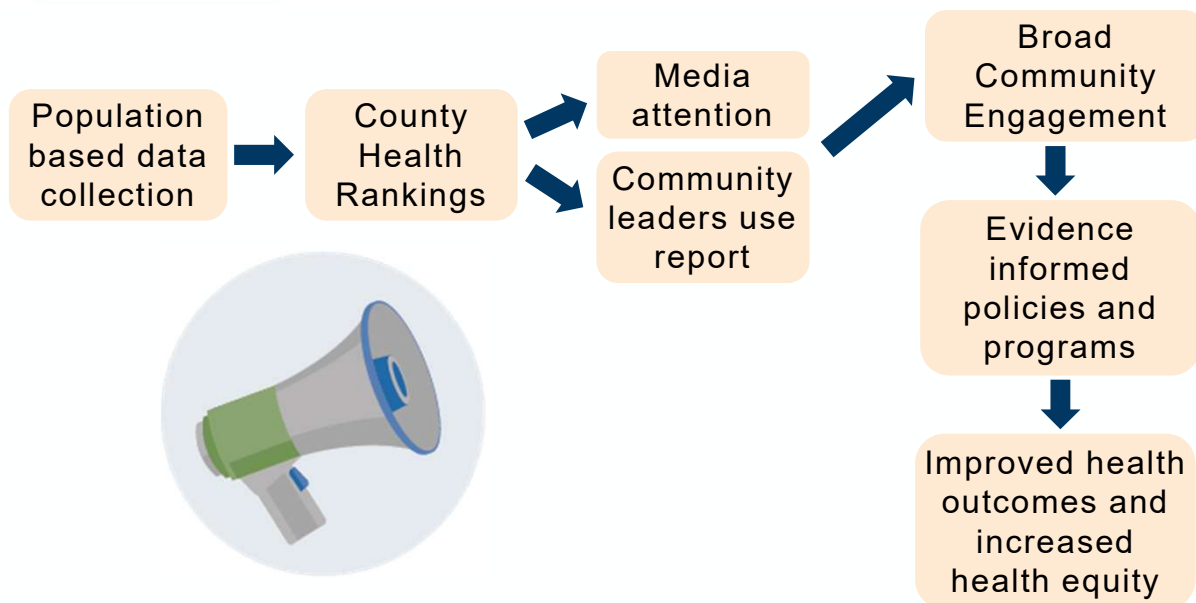 Population
based data
collection
County
Health
Rankings
Media
attention
Community
leaders use
report
Broad
Community
Engagement
Evidence
informed
policies and
programs
Improved health
outcomes and
increased
health equity